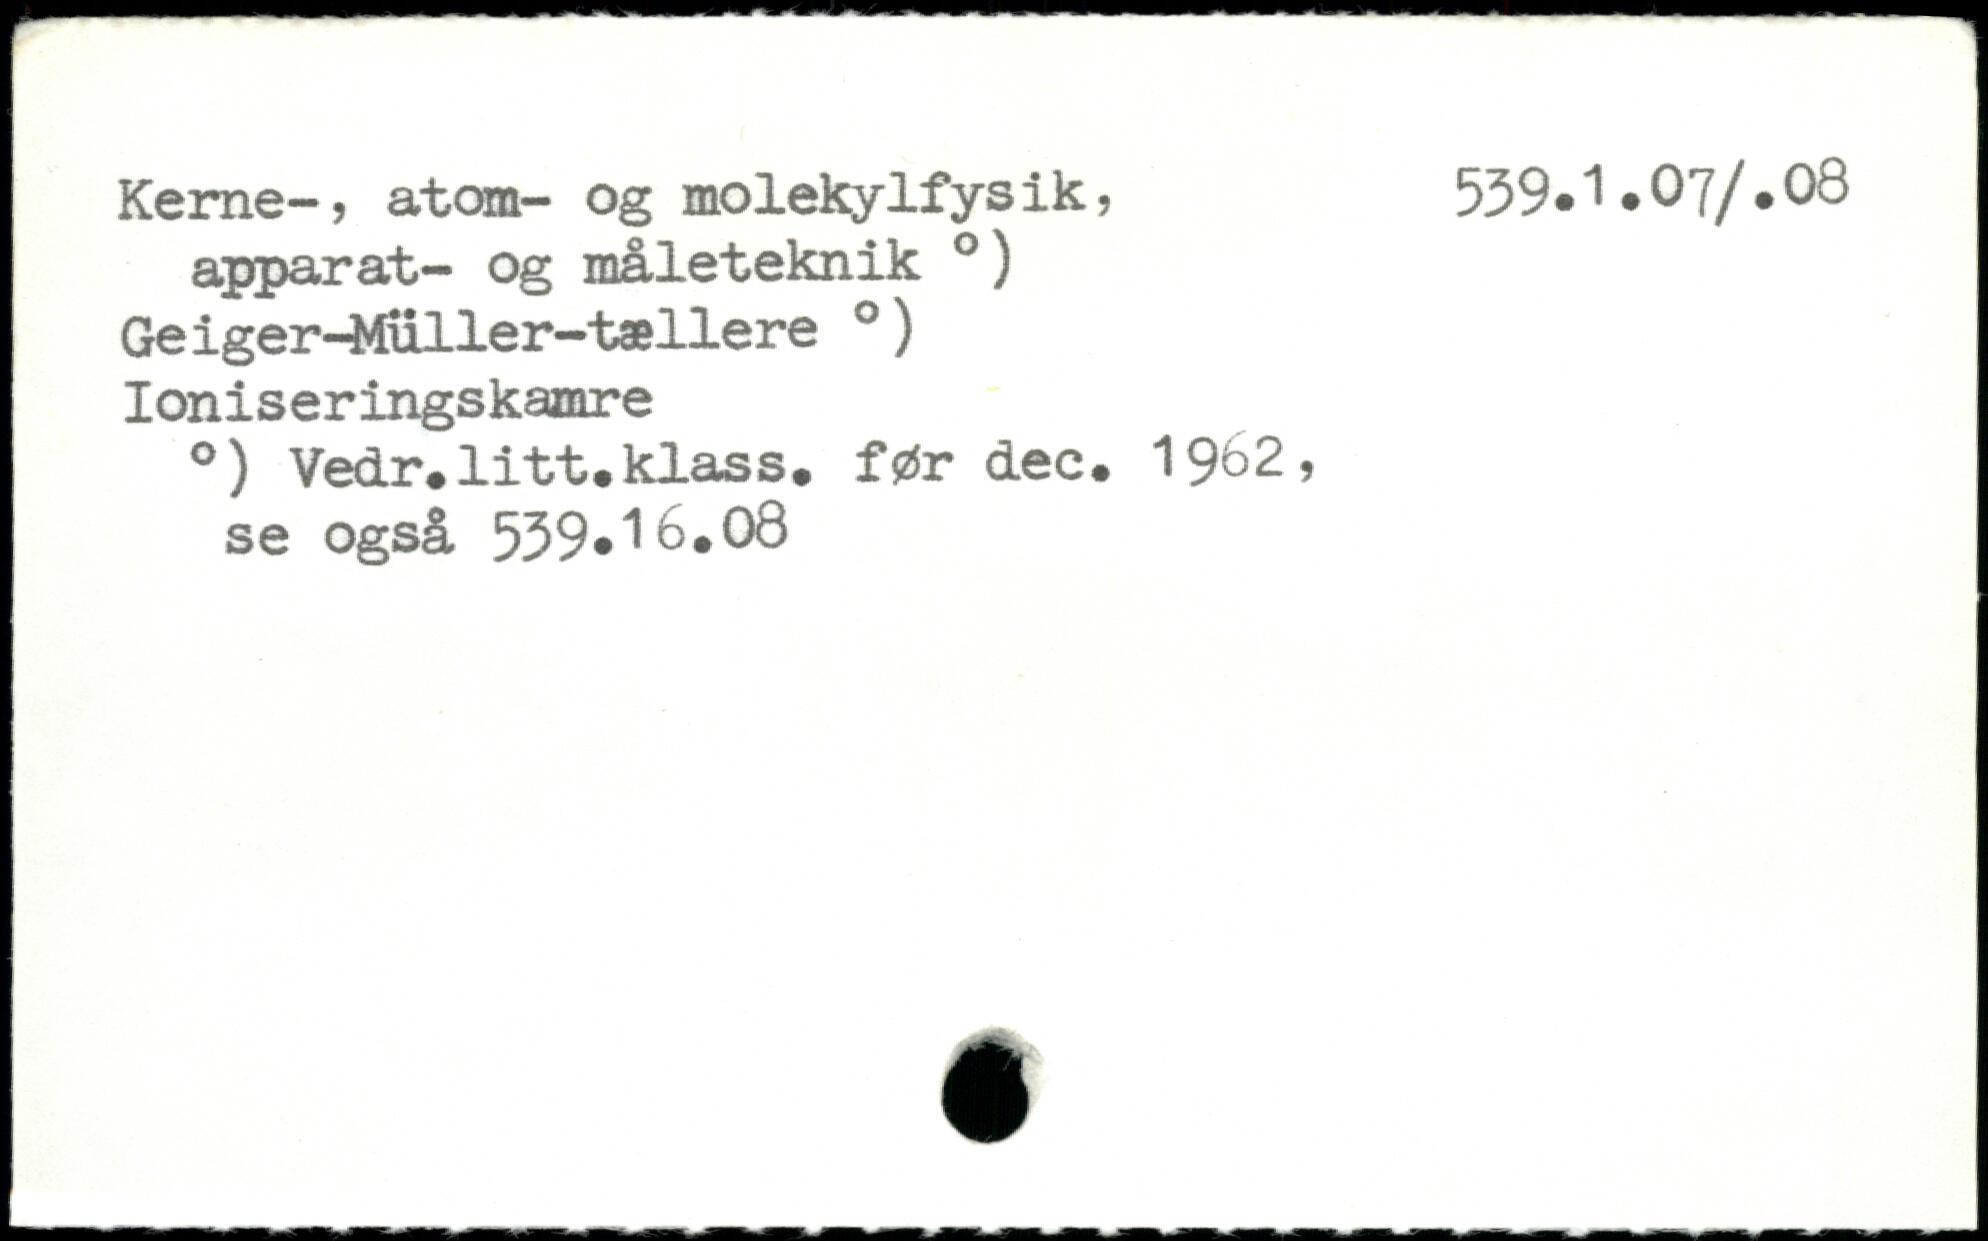 Kerne-, atom- og molekylfysik, 539.1.07/.08
apparat- og måleteknik °)
Geiger-Müller-tællere °)
Ioniseringskamre
°) Vedr.litt.klass. før dec. 1962,
se også 539.16.08